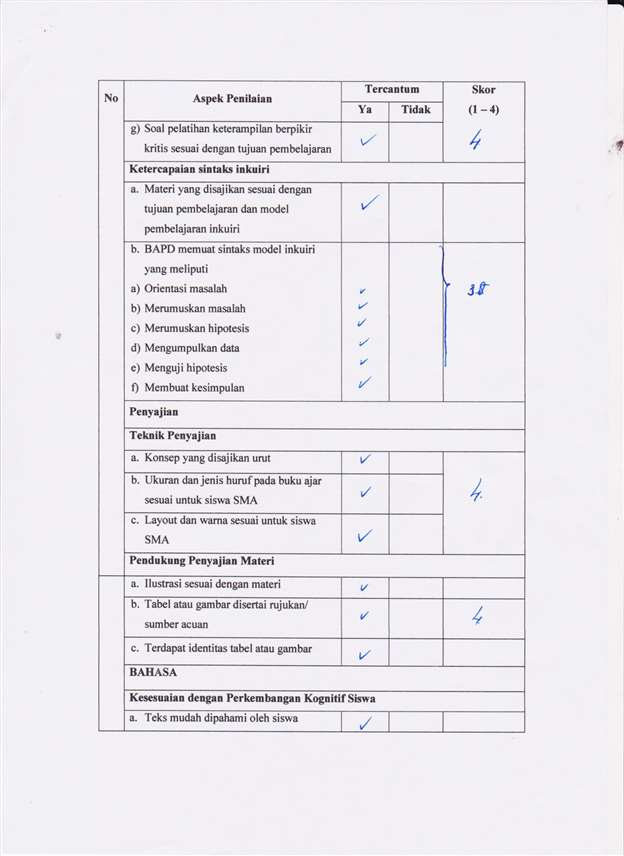 No
Aspek Penilaian
Tercantum
Skor
(1 – 4)
Ya
Tidak
g) Soal pelatihan keterampilan berpikir
kritis sesuai dengan tujuan pembelajaran
✓
4
Ketercapaian sintaks inkuiri
a. Materi yang disajikan sesuai dengan
tujuan pembelajaran dan model
pembelajaran inkuiri
✓
b. BAPD memuat sintaks model inkuiri
yang meliputi
a) Orientasi masalah ✓
b) Merumuskan masalah ✓
c) Merumuskan hipotesis ✓
d) Mengumpulkan data ✓
e) Menguji hipotesis ✓
f) Membuat kesimpulan ✓
Penyajian
Teknik Penyajian
a. Konsep yang disajikan urut ✓
b. Ukuran dan jenis huruf pada buku ajar
sesuai untuk siswa SMA
✓
4.
c. Layout dan warna sesuai untuk siswa
SMA
✓
Pendukung Penyajian Materi
a. Ilustrasi sesuai dengan materi ✓
b. Tabel atau gambar disertai rujukan/
sumber acuan
✓
4
c. Terdapat identitas tabel atau gambar ✓
BAHASA
Kesesuaian dengan Perkembangan Kognitif Siswa
a. Teks mudah dipahami oleh siswa ✓